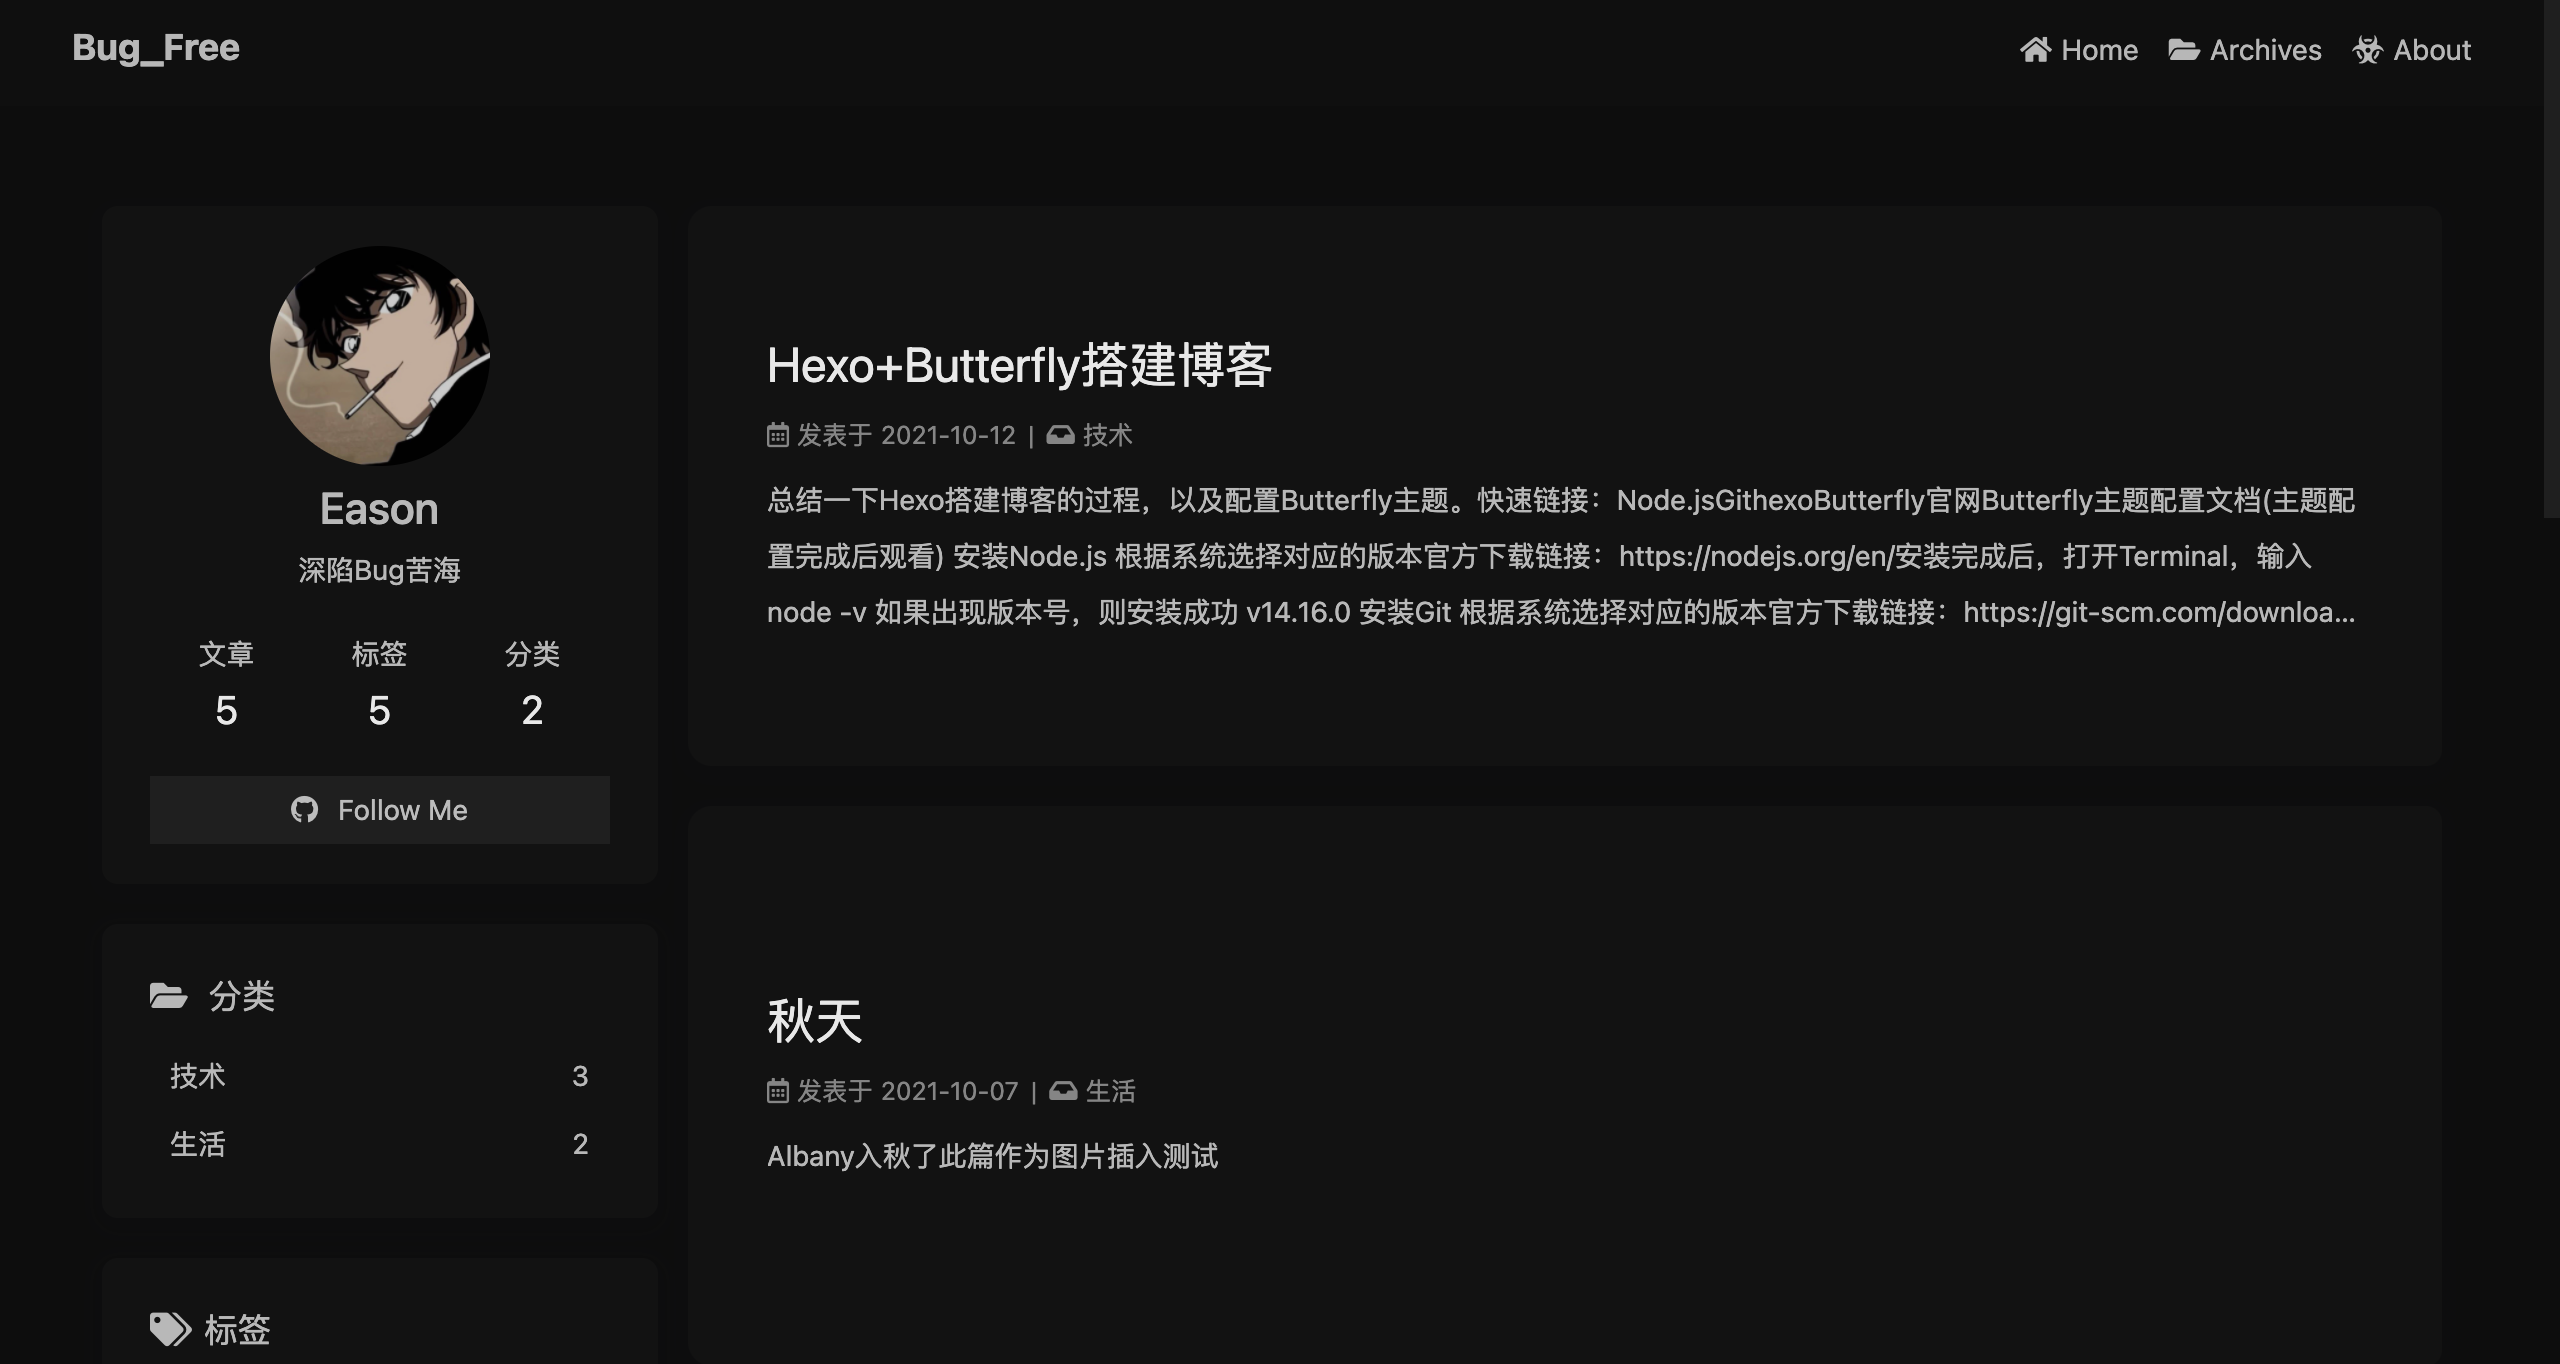 Bug_Free
Home Archives About
Eason
深陷Bug苦海
文章 标签 分类
5 5 2
Follow Me
分类
技术 3
生活 2
标签
Hexo+Butterfly搭建博客
发表于 2021-10-12 | 技术
总结一下Hexo搭建博客的过程，以及配置Butterfly主题。快速链接：Node.jsGithexoButterfly官网Butterfly主题配置文档(主题配
置完成后观看) 安装Node.js 根据系统选择对应的版本官方下载链接：https://nodejs.org/en/安装完成后，打开Terminal，输入
node -v 如果出现版本号，则安装成功 v14.16.0 安装Git 根据系统选择对应的版本官方下载链接：https://git-scm.com/downloa...
秋天
发表于 2021-10-07 | 生活
Albany入秋了此篇作为图片插入测试